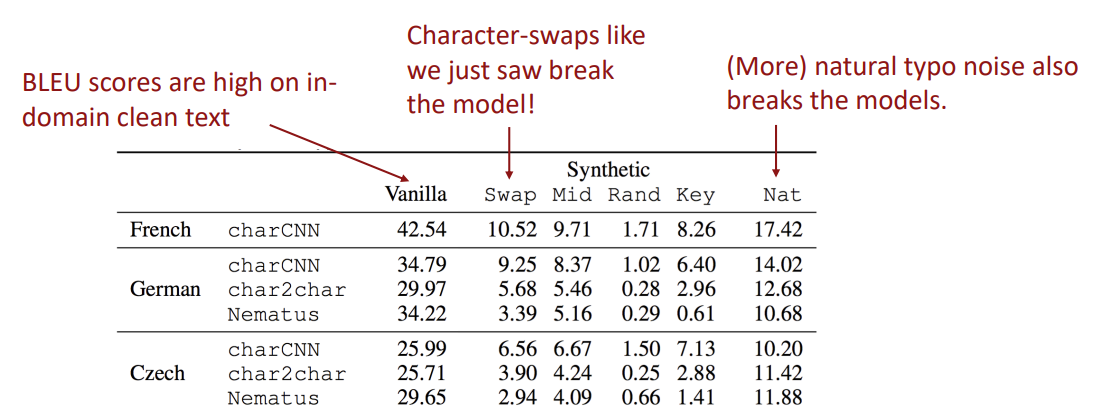 BLEU scores are high on in-
domain clean text
Character-swaps like
we just saw break
the model!
(More) natural typo noise also
breaks the models.
Synthetic
Vanilla Swap Mid Rand Key Nat
French charCNN 42.54 10.52 9.71 1.71 8.26 17.42
charCNN 34.79 9.25 8.37 1.02 6.40 14.02
German char2char 29.97 5.68 5.46 0.28 2.96 12.68
Nematus 34.22 3.39 5.16 0.29 0.61 10.68
charCNN 25.99 6.56 6.67 1.50 7.13 10.20
Czech char2char 25.71 3.90 4.24 0.25 2.88 11.42
Nematus 29.65 2.94 4.09 0.66 1.41 11.88